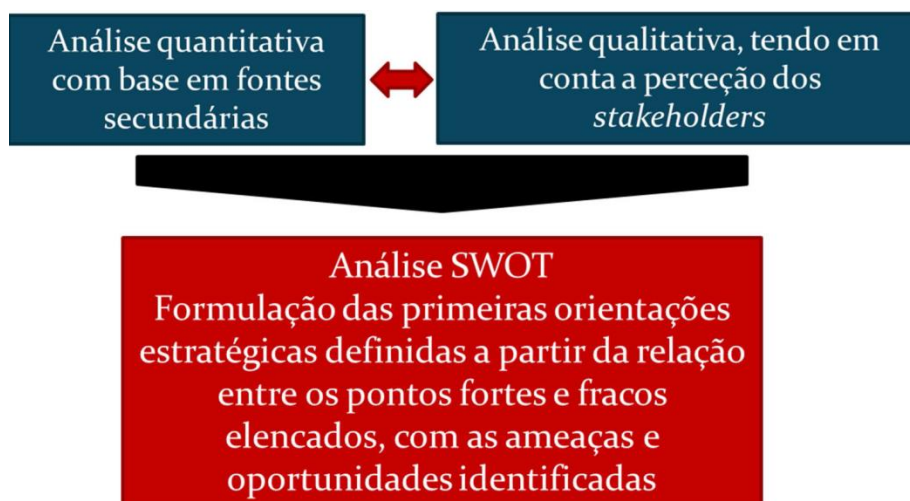 Análise quantitativa
com base em fontes
secundárias
Análise qualitativa, tendo em
conta a perceção dos
stakeholders
Análise SWOT
Formulação das primeiras orientações
estratégicas definidas a partir da relação
entre os pontos fortes e fracos
elencados, com as ameaças e
oportunidades identificadas